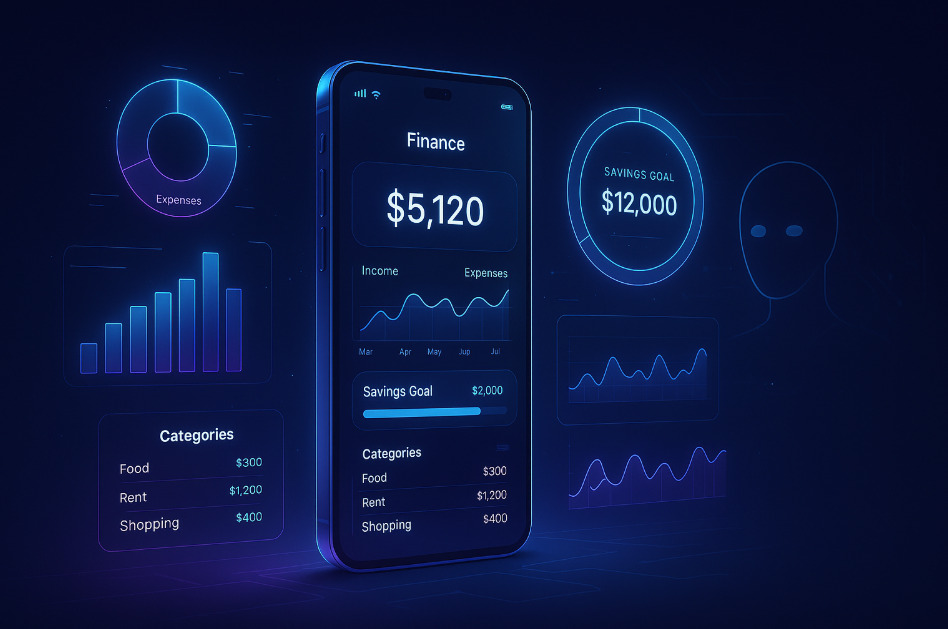 Expenses
Categories
Food $300
Rent $1,200
Shopping $400
Finance
$5,120
Income Expenses
Mar Apr May Jup Jul
Savings Goal $2,000
Categories
Food $300
Rent $1,200
Shopping $400
SAVINGS GOAL
$12,000